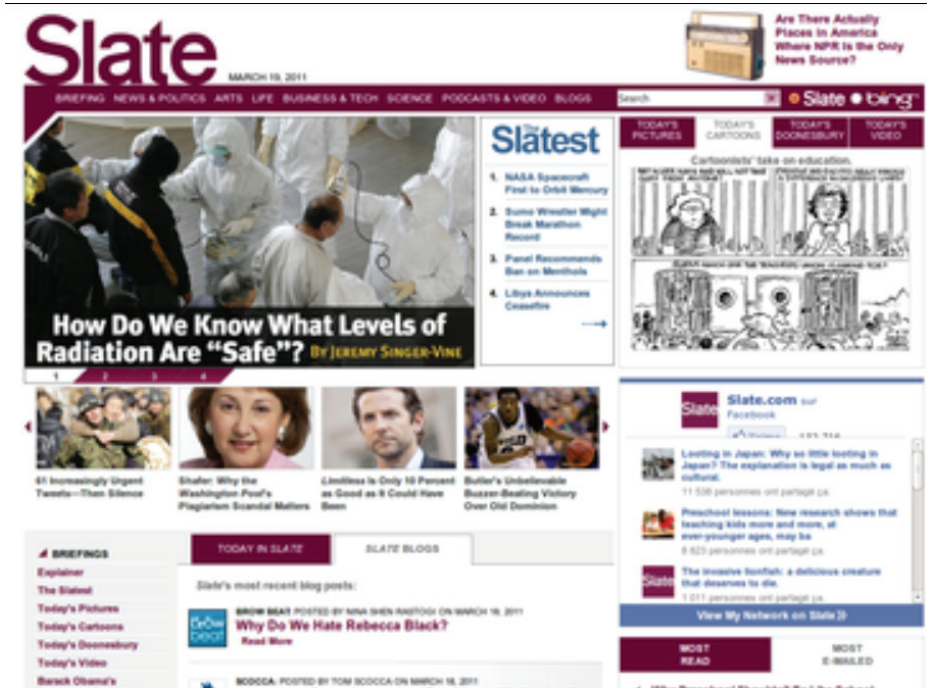 Slate
MARCH 19, 2011
Are There Actually
Places in America
Where NPR Is the Only
News Source?
BRIEFING NEWS & POLITICS ARTS LIFE BUSINESS & TECH SCIENCE PODCASTS & VIDEO BLOGS
Search
Slate bing
How Do We Know What Levels of
Radiation Are “Safe”? BY JEREMY SINGER-VINE
1 2 3 4
The
Slatest
1. NASA Spacecraft
First to Orbit Mercury
2. Sumo Wrestler Might
Break Marathon
Record
3. Panel Recommends
Ban on Menthols
4. Libya Announces
Ceasefire
TODAY'S
PICTURES
TODAY'S
CARTOONS
TODAY'S
DOONESBURY
TODAY'S
VIDEO
Cartoonists' take on education.
61 Increasingly Urgent
Tweets—Then Silence
Shafer: Why the
Washington Post's
Plagiarism Scandal Matters
Limitless Is Only 10 Percent
as Good as It Could Have
Been
Butler's Unbelievable
Buzzer-Beating Victory
Over Old Dominion
Slate
Slate.com sur
Facebook
J'aime
Looting in Japan: Why so little looting in
Japan? The explanation is legal as much as
cultural.
11 538 personnes ont partagé ça.
Preschool lessons: New research shows that
teaching kids more and more, at
ever-younger ages, may be
8 623 personnes ont partagé ça.
Slate
The invasive lionfish: a delicious creature
that deserves to die.
1 011 personnes ont partagé ça.
View My Network on Slate
BRIEFINGS
Explainer
The Slatest
Today's Pictures
Today's Cartoons
Today's Doonesbury
Today's Video
Barack Obama's
TODAY IN SLATE
SLATE BLOGS
Slate's most recent blog posts:
Brow
beat
BROW BEAT: POSTED BY NINA SHEN RASTOGI ON MARCH 18, 2011
Why Do We Hate Rebecca Black?
Read More
SCOCCA: POSTED BY TOM SCOCCA ON MARCH 18, 2011
MOST
READ
MOST
E-MAILED